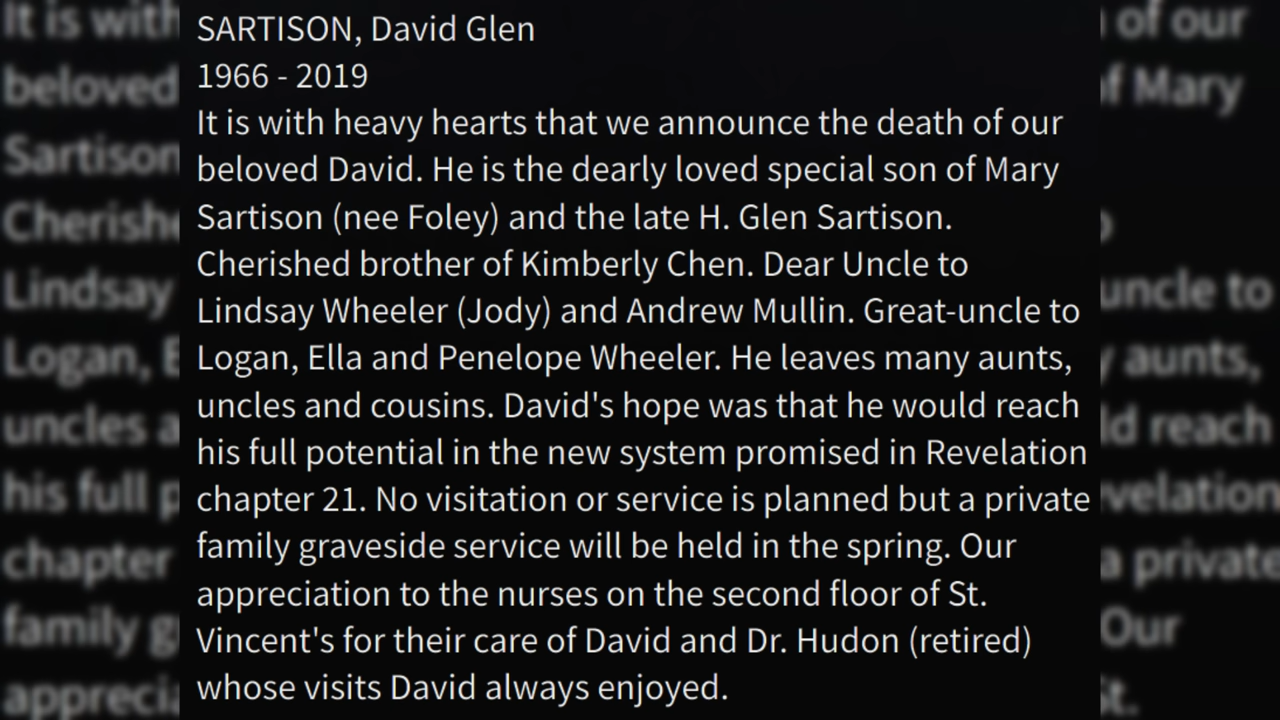 SARTISON, David Glen
1966 - 2019
It is with heavy hearts that we announce the death of our
beloved David. He is the dearly loved special son of Mary
Sartison (nee Foley) and the late H. Glen Sartison.
Cherished brother of Kimberly Chen. Dear Uncle to
Lindsay Wheeler (Jody) and Andrew Mullin. Great-uncle to
Logan, Ella and Penelope Wheeler. He leaves many aunts,
uncles and cousins. David's hope was that he would reach
his full potential in the new system promised in Revelation
chapter 21. No visitation or service is planned but a private
family graveside service will be held in the spring. Our
appreciation to the nurses on the second floor of St.
Vincent's for their care of David and Dr. Hudon (retired)
whose visits David always enjoyed.